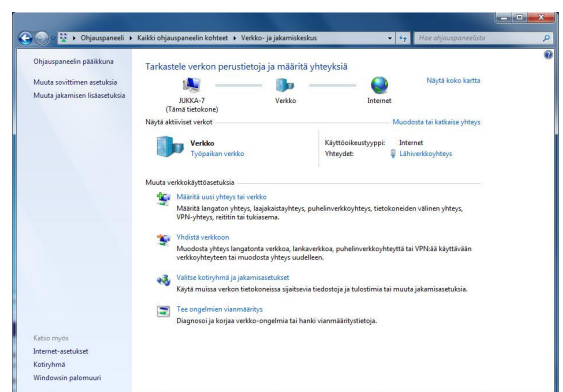 Ohjauspaneeli ▸ Kaikki ohjauspaneelin kohteet ▸ Verkko- ja jakamiskeskus
Hae ohjauspaneelista
Ohjauspaneelin pääikkuna
Muuta sovittimen asetuksia
Muuta jakamisen lisäasetuksia
Tarkastele verkon perustietoja ja määritä yhteyksiä
Näytä koko kartta
JUKKA-7
(Tämä tietokone)
Verkko
Internet
Näytä aktiiviset verkot
Muodosta tai katkaise yhteys
Verkko
Työpaikan verkko
Käyttöoikeustyyppi: Internet
Yhteydet: Lähiverkkoyhteys
Muuta verkkokäyttöasetuksia
Määritä uusi yhteys tai verkko
Määritä langaton yhteys, laajakaistayhteys, puhelinverkkoyhteys, tietokoneiden välinen yhteys,
VPN-yhteys, reititin tai tukiasema.
Yhdistä verkkoon
Muodosta yhteys langatonta verkkoa, lankaverkkoa, puhelinverkkoyhteyttä tai VPN:ää käyttävään
verkkoyhteyteen tai muodosta yhteys uudelleen.
Valitse kotiryhmä ja jakamisasetukset
Käytä muissa verkon tietokoneissa sijaitsevia tiedostoja ja tulostimia tai muuta jakamisasetuksia.
Tee ongelmien vianmääritys
Diagnosoi ja korjaa verkko-ongelmia tai hanki vianmääritystietoja.
Katso myös
Internet-asetukset
Kotiryhmä
Windowsin palomuuri